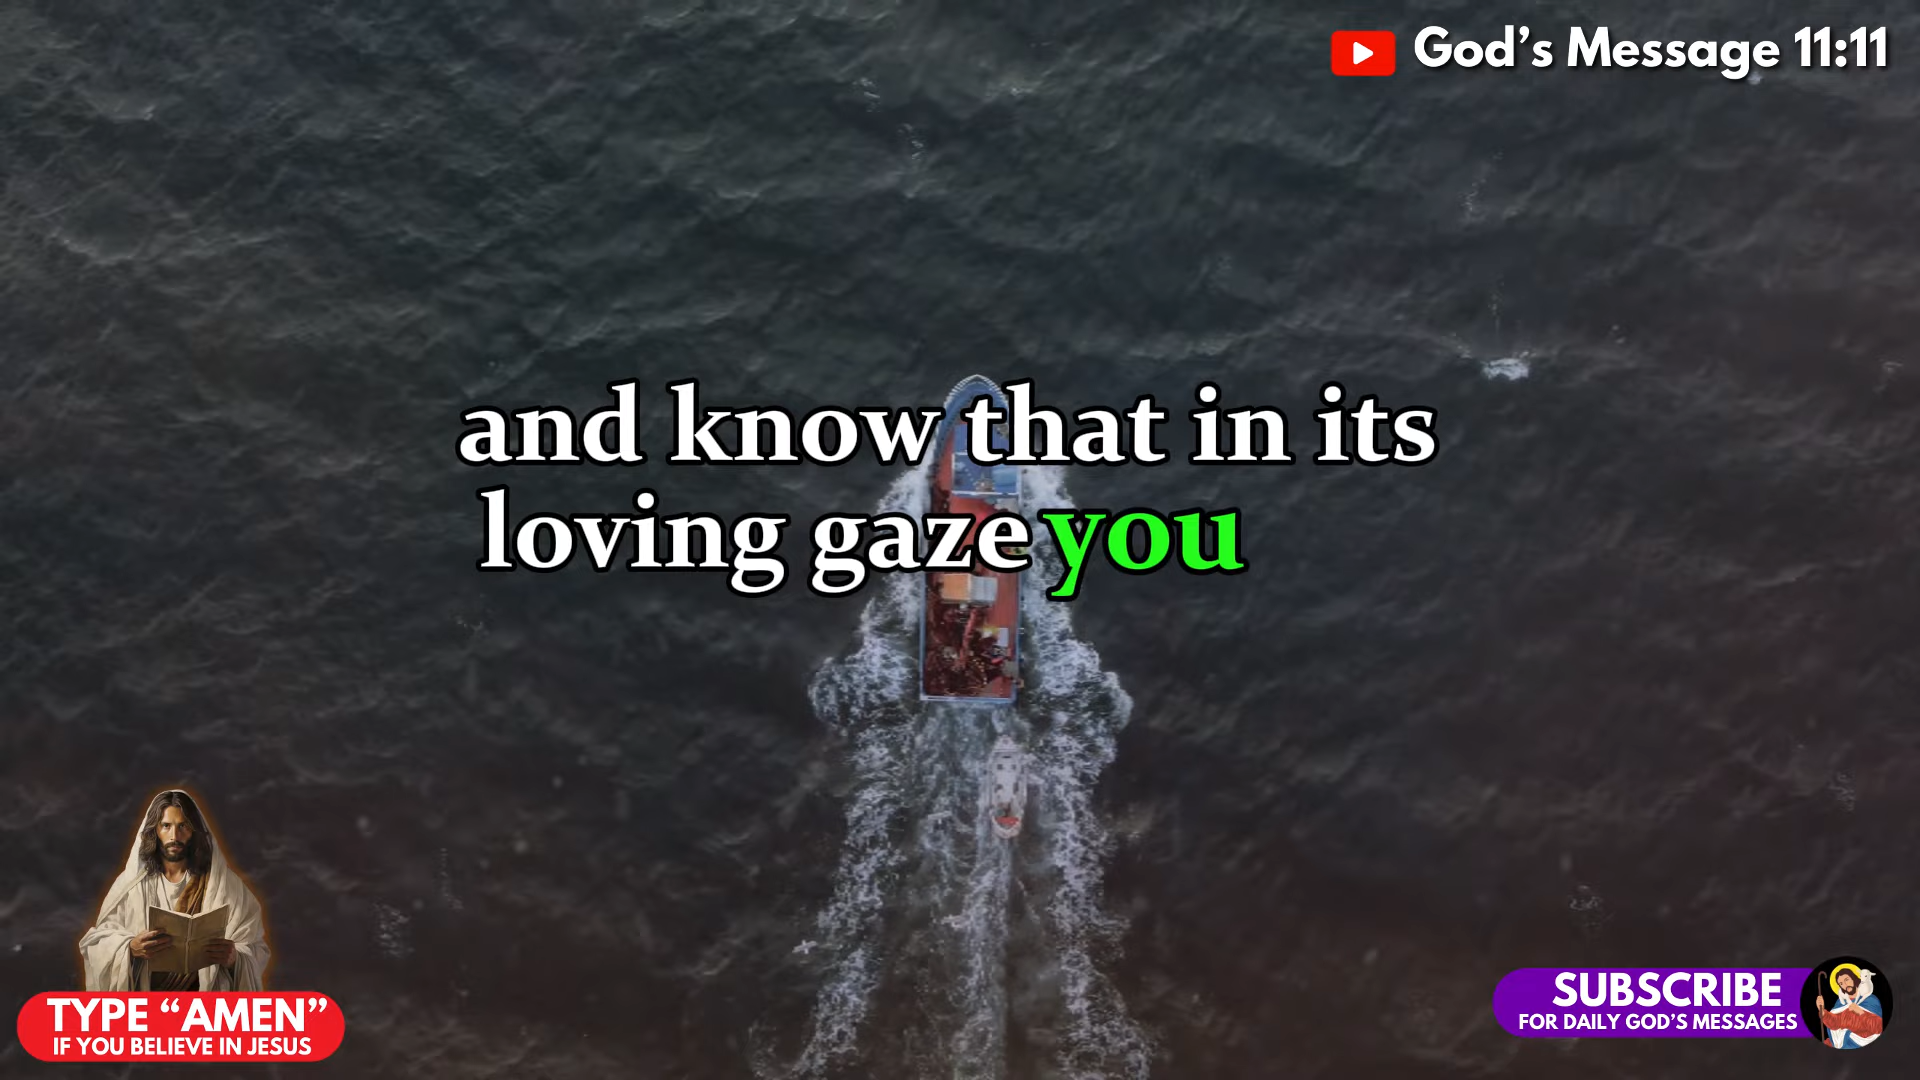 God’s Message 11:11
and know that in its
loving gaze you
TYPE “AMEN”
IF YOU BELIEVE IN JESUS
SUBSCRIBE
FOR DAILY GOD’S MESSAGES